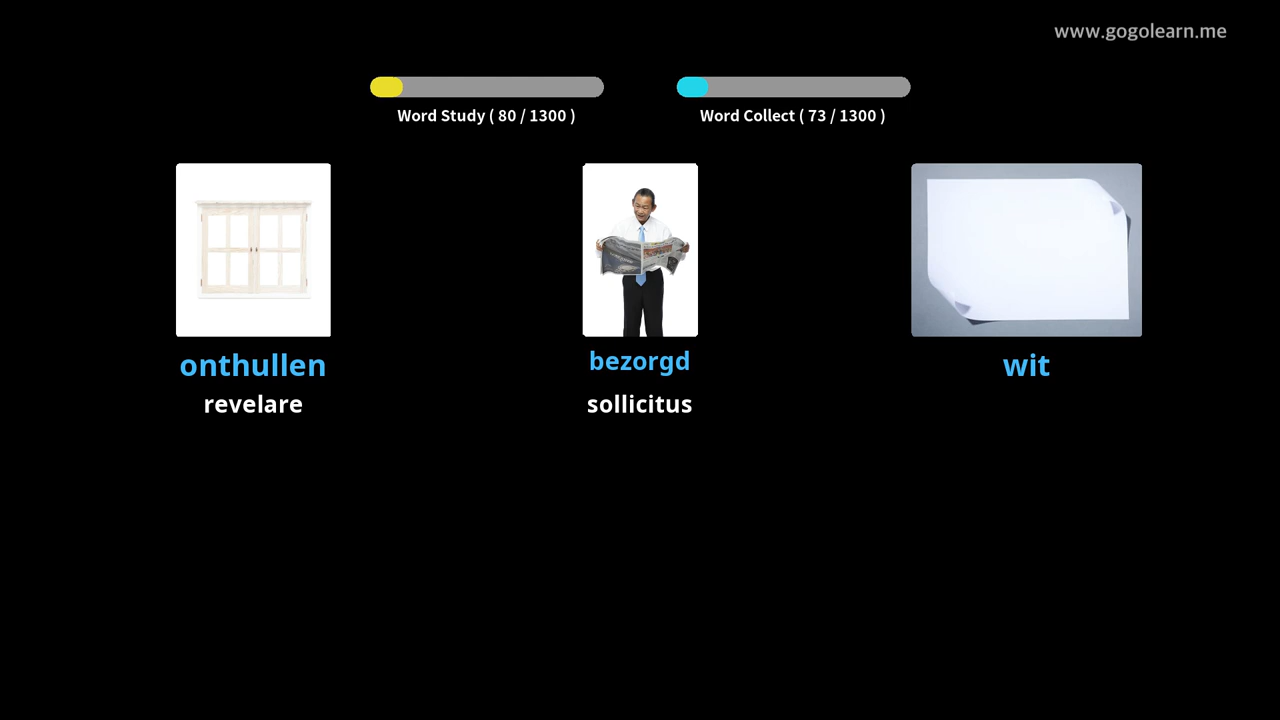 www.gogolearn.me
Word Study ( 80 / 1300 )
Word Collect ( 73 / 1300 )
onthullen
revelare
bezorgd
sollicitus
wit